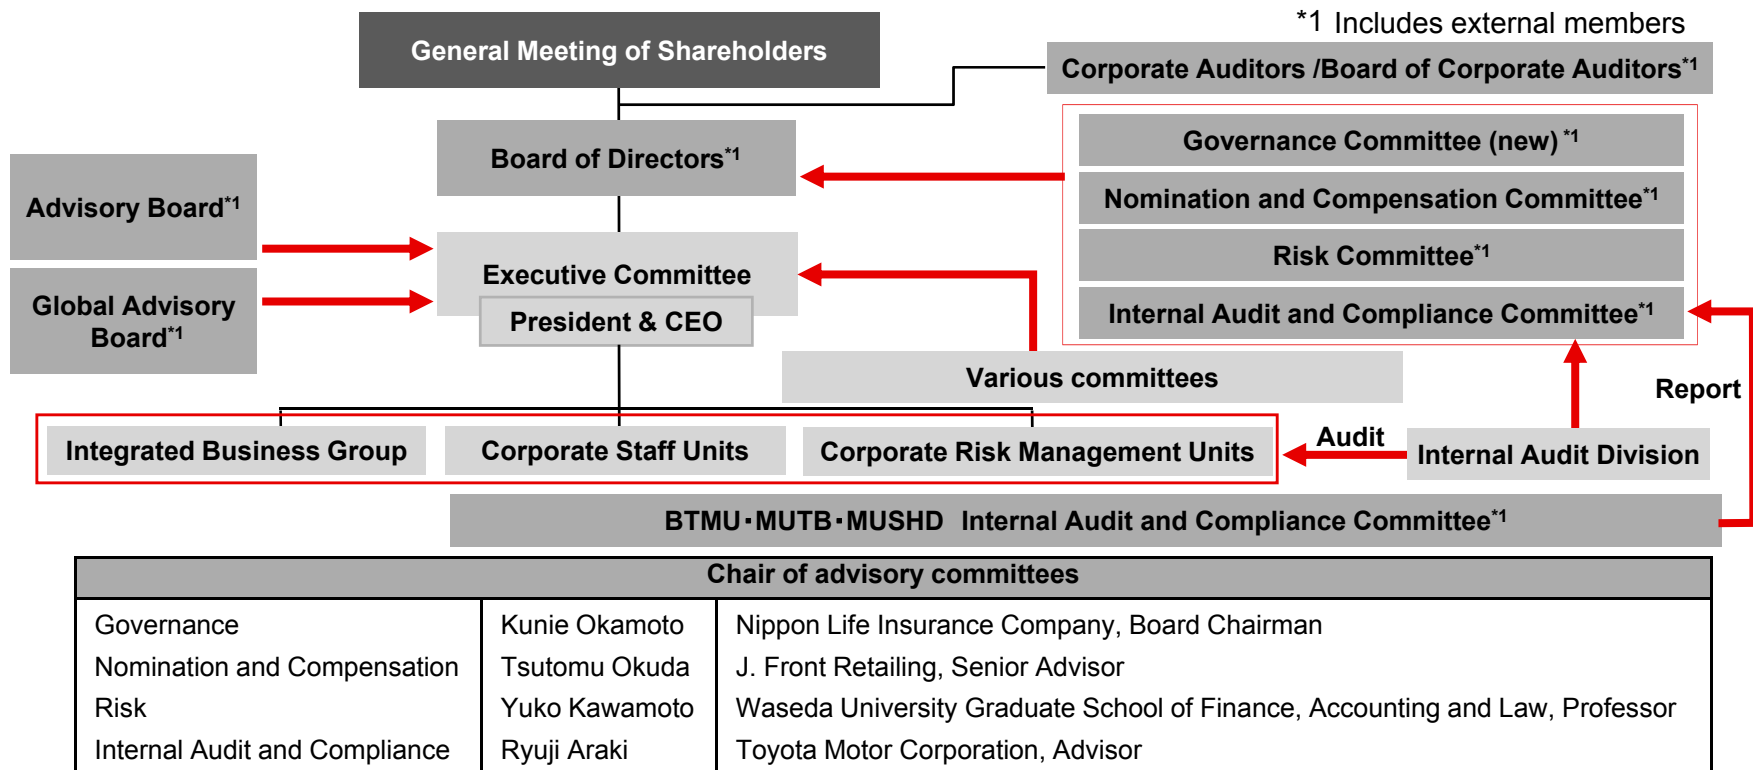 *1 Includes external members
General Meeting of Shareholders
Corporate Auditors /Board of Corporate Auditors*1
Board of Directors*1
Governance Committee (new) *1
Nomination and Compensation Committee*1
Risk Committee*1
Internal Audit and Compliance Committee*1
Advisory Board*1
Global Advisory
Board*1
Executive Committee
President & CEO
Various committees
Report
Integrated Business Group
Corporate Staff Units
Corporate Risk Management Units
Audit
Internal Audit Division
BTMU・MUTB・MUSHD Internal Audit and Compliance Committee*1
Chair of advisory committees
Governance Kunie Okamoto Nippon Life Insurance Company, Board Chairman
Nomination and Compensation Tsutomu Okuda J. Front Retailing, Senior Advisor
Risk Yuko Kawamoto Waseda University Graduate School of Finance, Accounting and Law, Professor
Internal Audit and Compliance Ryuji Araki Toyota Motor Corporation, Advisor